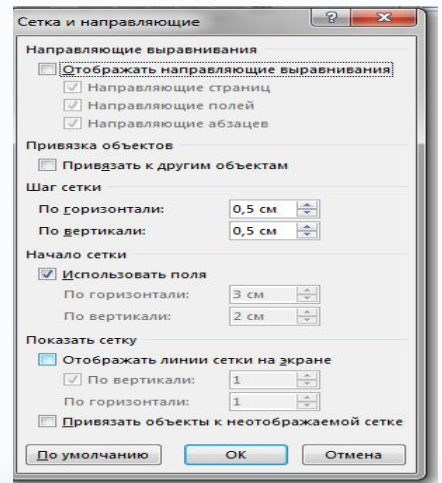 Сетка и направляющие
Направляющие выравнивания
Отображать направляющие выравнивания
Направляющие страниц
Направляющие полей
Направляющие абзацев
Привязка объектов
Привязать к другим объектам
Шаг сетки
По горизонтали: 0,5 см
По вертикали: 0,5 см
Начало сетки
Использовать поля
По горизонтали: 3 см
По вертикали: 2 см
Показать сетку
Отображать линии сетки на экране
По вертикали: 1
По горизонтали: 1
Привязать объекты к неотображаемой сетке
По умолчанию ОК Отмена